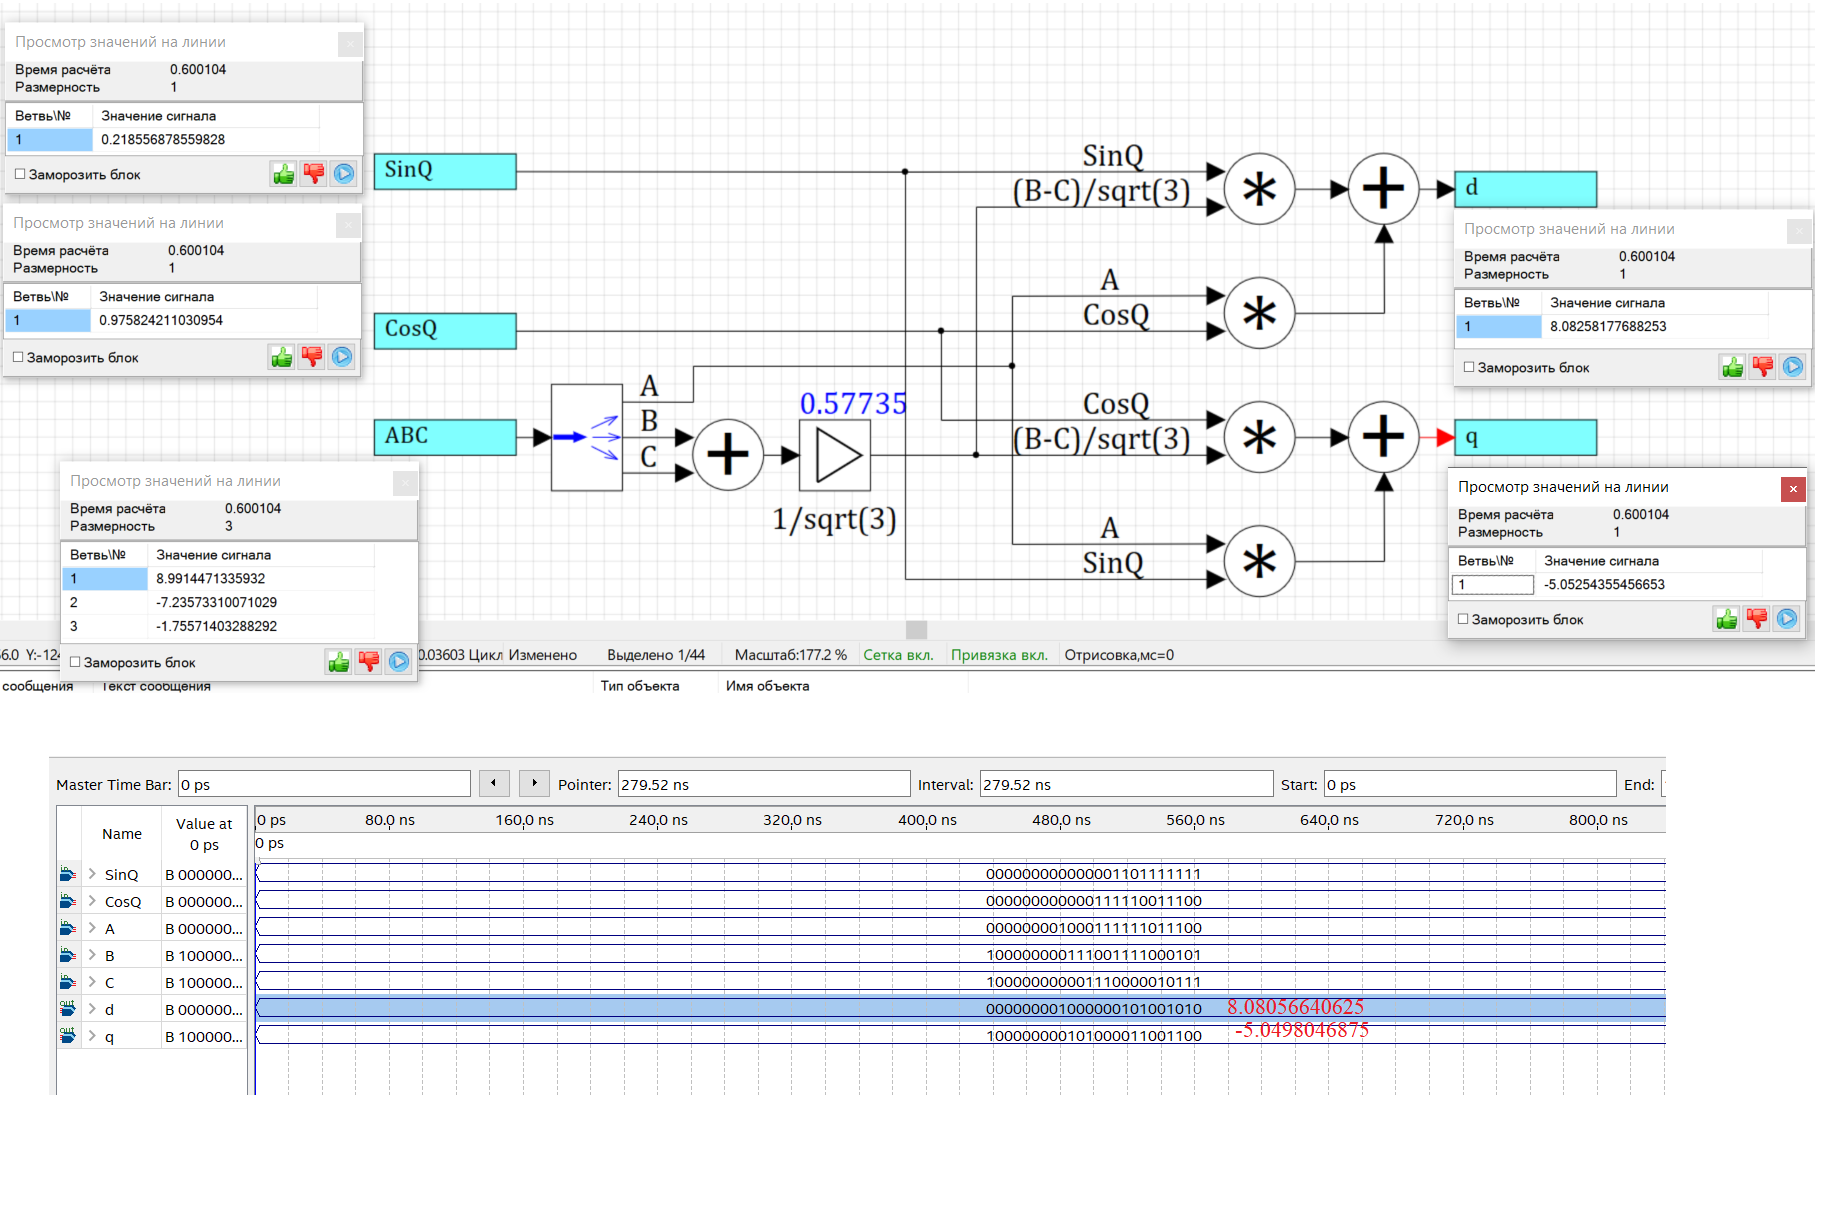 Просмотр значений на линии
Время расчёта 0.600104
Размерность 1
Ветвь\№ Значение сигнала
1 0.218556878559828
Заморозить блок
Просмотр значений на линии
Время расчёта 0.600104
Размерность 1
Ветвь\№ Значение сигнала
1 0.975824211030954
Заморозить блок
SinQ
CosQ
ABC
A
B
C
0.57735
1/sqrt(3)
SinQ
(B-C)/sqrt(3)
A
CosQ
CosQ
(B-C)/sqrt(3)
A
SinQ
*
*
*
*
+
+
+
d
q
Просмотр значений на линии
Время расчёта 0.600104
Размерность 1
Ветвь\№ Значение сигнала
1 8.08258177688253
Заморозить блок
Просмотр значений на линии
Время расчёта 0.600104
Размерность 1
Ветвь\№ Значение сигнала
1 -5.05254355456653
Заморозить блок
Просмотр значений на линии
Время расчёта 0.600104
Размерность 3
Ветвь\№ Значение сигнала
1 8.9914471335932
2 -7.23573310071029
3 -1.75571403288292
Заморозить блок
6.0 Y:-124 0.03603 Цикл Изменено Выделено 1/44 Масштаб:177.2 % Сетка вкл. Привязка вкл. Отрисовка,мс=0
сообщения Текст сообщения Тип объекта Имя объекта
Master Time Bar: 0 ps Pointer: 279.52 ns Interval: 279.52 ns Start: 0 ps End:
Name Value at 0 ps
0 ps 80.0 ns 160.0 ns 240.0 ns 320.0 ns 400.0 ns 480.0 ns 560.0 ns 640.0 ns 720.0 ns 800.0 ns
0 ps
SinQ B 000000... 000000000000001101111111
CosQ B 000000... 000000000000111110011100
A B 000000... 000000001000111111011100
B B 100000... 100000000111001111000101
C B 100000... 100000000001110000010111
d B 000000... 000000001000000101001010 8.08056640625
q B 100000... 100000000101000011001100 -5.0498046875